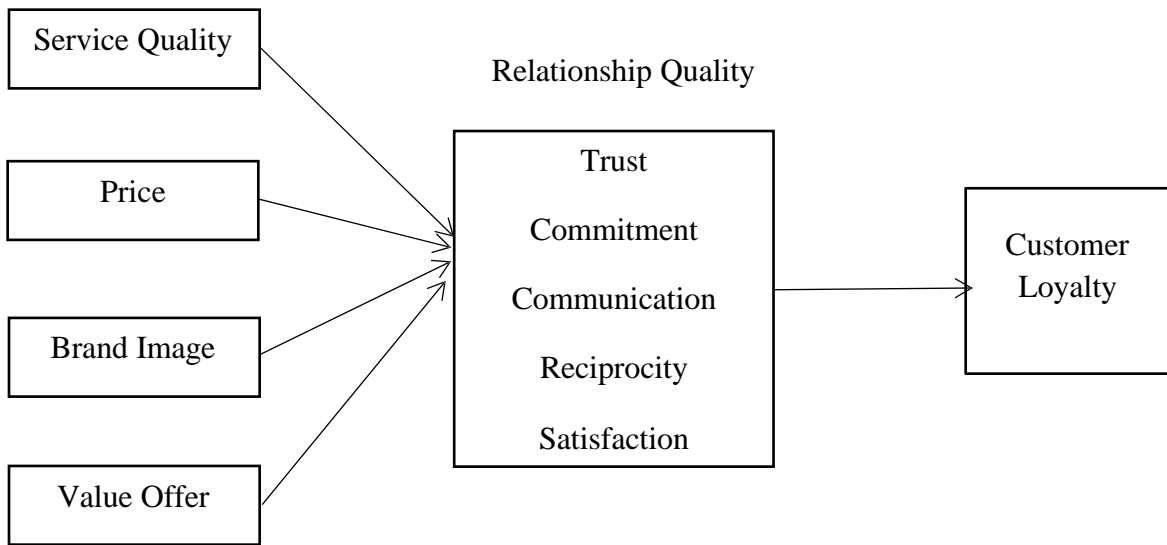 Service Quality
Price
Brand Image
Value Offer
Relationship Quality
Trust
Commitment
Communication
Reciprocity
Satisfaction
Customer
Loyalty